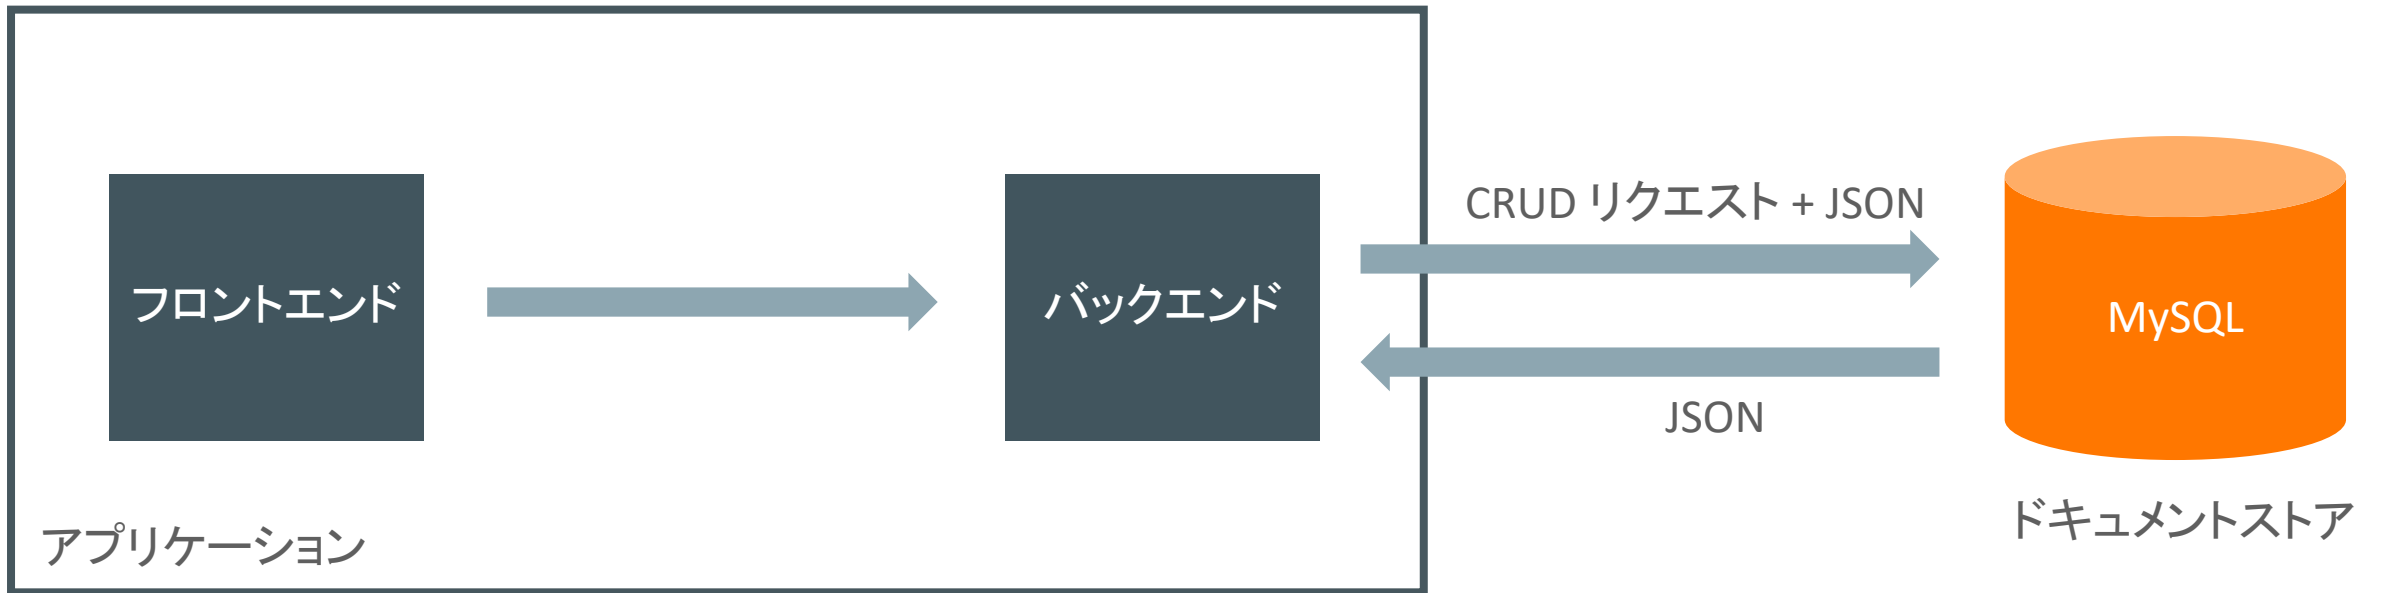 CRUD リクエスト + JSON
フロントエンド
バックエンド
MySQL
JSON
アプリケーション
ドキュメントストア